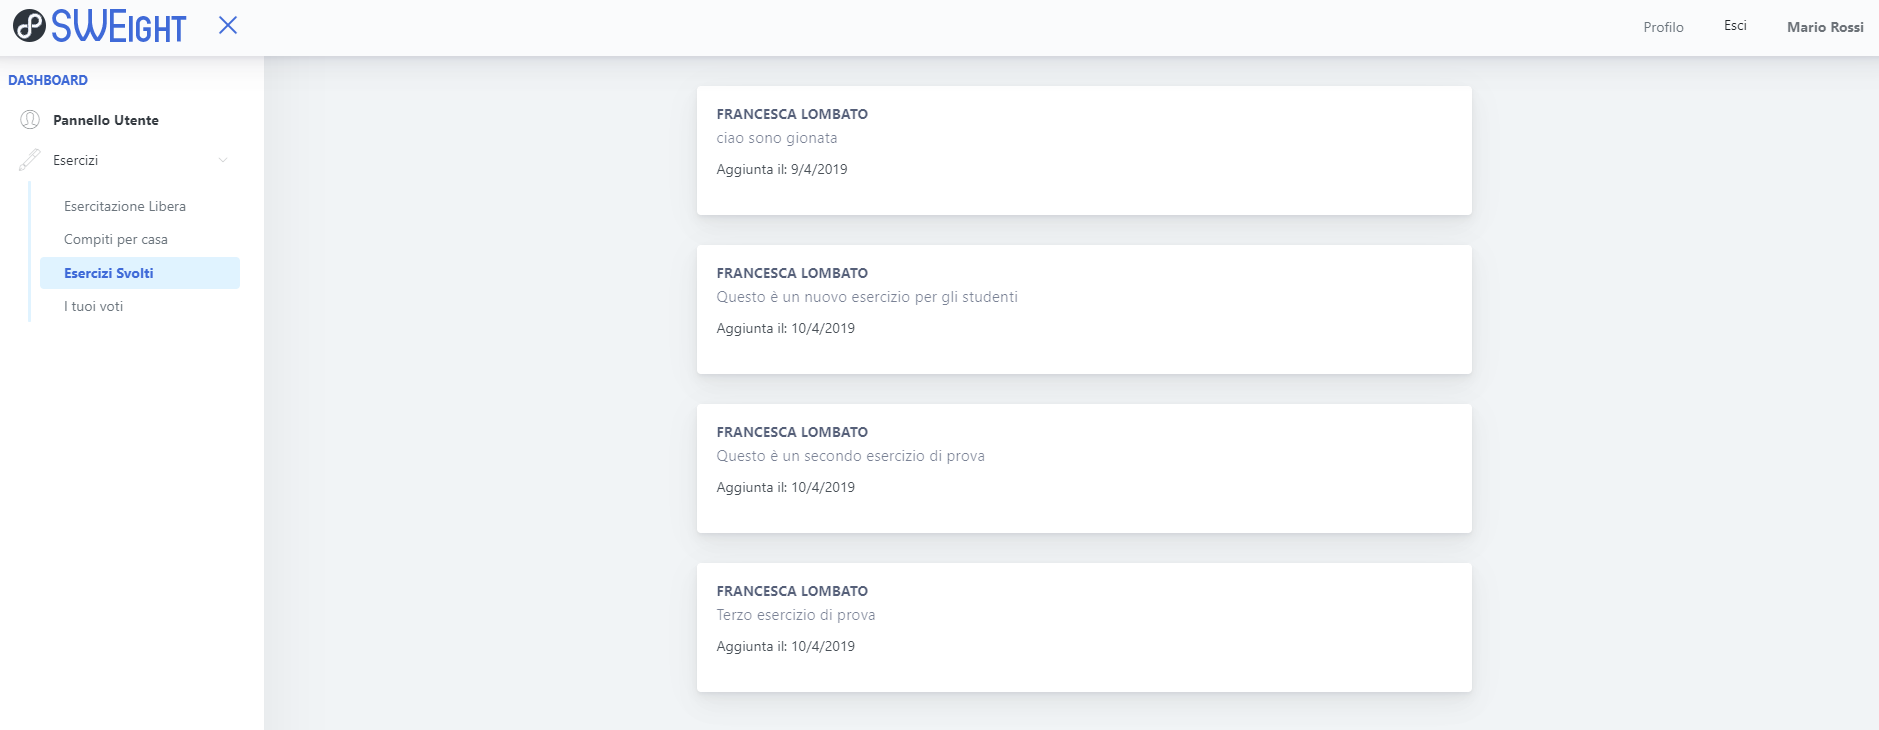 SWEIGHT
Profilo
Esci
Mario Rossi
DASHBOARD
Pannello Utente
Esercizi
Esercitazione Libera
Compiti per casa
Esercizi Svolti
I tuoi voti
FRANCESCA LOMBATO
ciao sono gionata
Aggiunta il: 9/4/2019
FRANCESCA LOMBATO
Questo è un nuovo esercizio per gli studenti
Aggiunta il: 10/4/2019
FRANCESCA LOMBATO
Questo è un secondo esercizio di prova
Aggiunta il: 10/4/2019
FRANCESCA LOMBATO
Terzo esercizio di prova
Aggiunta il: 10/4/2019